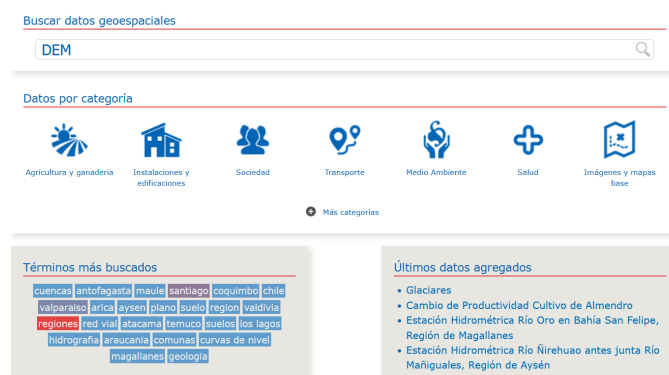 Buscar datos geoespaciales
DEM
Datos por categoría
Agricultura y ganaderia
Instalaciones y
edificaciones
Sociedad
Transporte
Medio Ambiente
Salud
Imágenes y mapas
base
Más categorías
Términos más buscados
cuencas antofagasta maule santiago coquimbo chile
valparaiso arica aysen plano suelo region valdivia
regiones red vial atacama temuco suelos los lagos
hidrografia araucania comunas curvas de nivel
magallanes geologia
Últimos datos agregados
• Glaciares
• Cambio de Productividad Cultivo de Almendro
• Estación Hidrométrica Río Oro en Bahía San Felipe,
Región de Magallanes
• Estación Hidrométrica Río Ñirehuao antes junta Río
Mañiguales, Región de Aysén